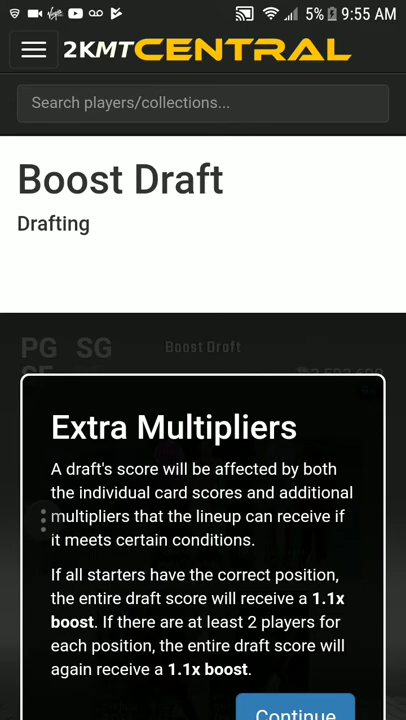 5% 9:55 AM
2KMTCENTRAL
Search players/collections...
Boost Draft
Drafting
PG SG
Boost Draft
Extra Multipliers
A draft's score will be affected by both
the individual card scores and additional
multipliers that the lineup can receive if
it meets certain conditions.
If all starters have the correct position,
the entire draft score will receive a 1.1x
boost. If there are at least 2 players for
each position, the entire draft score will
again receive a 1.1x boost.
Continue